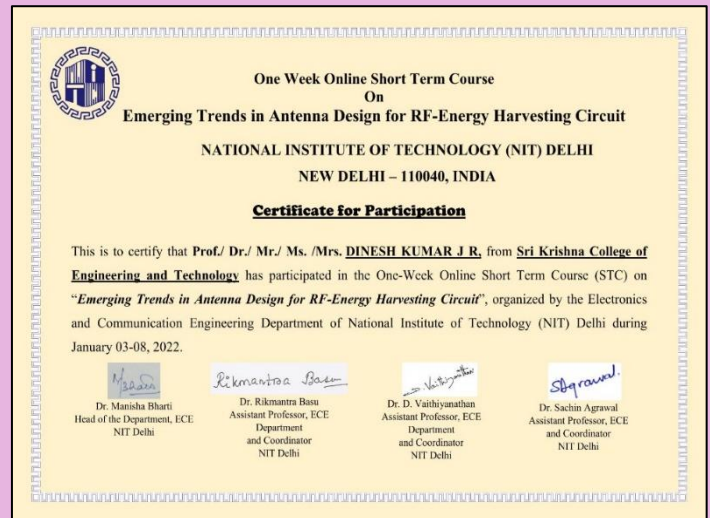 One Week Online Short Term Course
On
Emerging Trends in Antenna Design for RF-Energy Harvesting Circuit
NATIONAL INSTITUTE OF TECHNOLOGY (NIT) DELHI
NEW DELHI – 110040, INDIA
Certificate for Participation
This is to certify that Prof./ Dr./ Mr./ Ms. /Mrs. DINESH KUMAR J R, from Sri Krishna College of
Engineering and Technology has participated in the One-Week Online Short Term Course (STC) on
“Emerging Trends in Antenna Design for RF-Energy Harvesting Circuit”, organized by the Electronics
and Communication Engineering Department of National Institute of Technology (NIT) Delhi during
January 03-08, 2022.
Rikmantra Basu
D. Vaithiyanathan
SAgrawal.
Dr. Manisha Bharti
Head of the Department, ECE
NIT Delhi
Dr. Rikmantra Basu
Assistant Professor, ECE
Department
and Coordinator
NIT Delhi
Dr. D. Vaithiyanathan
Assistant Professor, ECE
Department
and Coordinator
NIT Delhi
Dr. Sachin Agrawal
Assistant Professor, ECE
and Coordinator
NIT Delhi